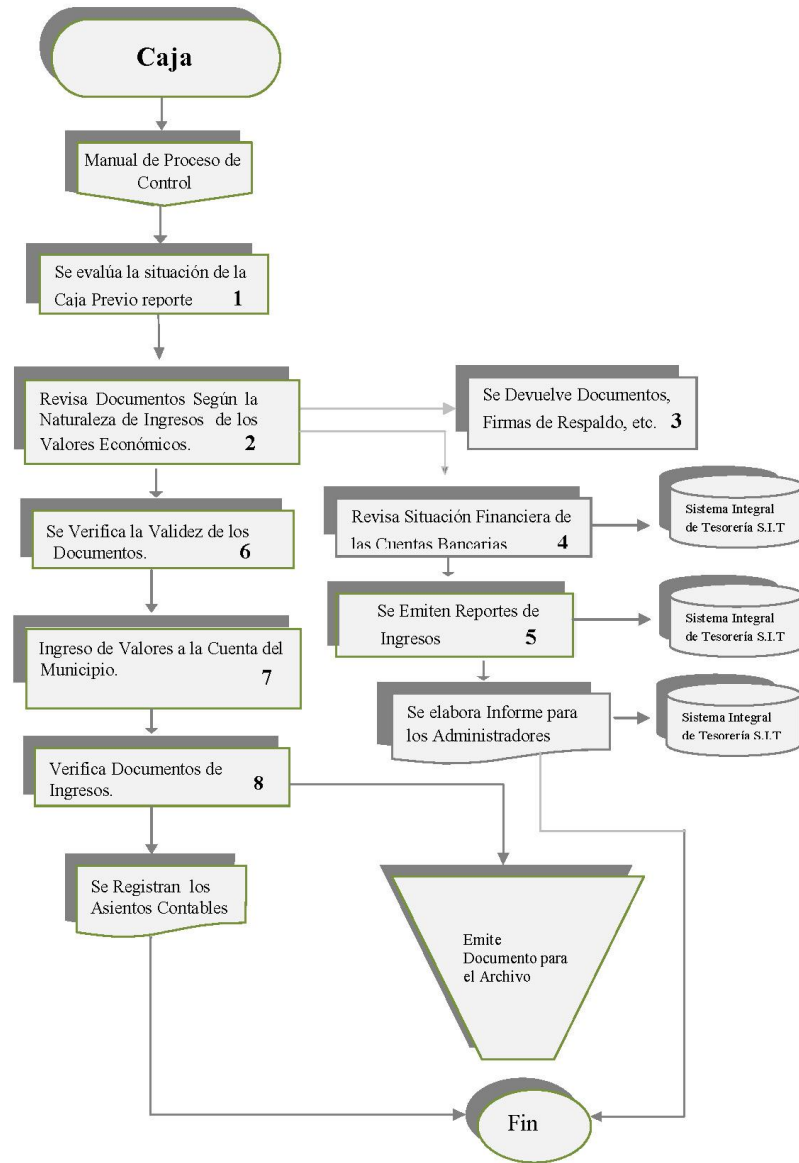 Caja
Manual de Proceso de
Control
Se evalúa la situación de la
Caja Previo reporte 1
Revisa Documentos Según la
Naturaleza de Ingresos de los
Valores Económicos. 2
Se Devuelve Documentos,
Firmas de Respaldo, etc. 3
Revisa Situación Financiera de
las Cuentas Bancarias 4
Sistema Integral
de Tesorería S.I.T
Se Verifica la Validez de los
Documentos. 6
Se Emiten Reportes de
Ingresos 5
Sistema Integral
de Tesorería S.I.T
Ingreso de Valores a la Cuenta del
Municipio. 7
Se elabora Informe para
los Administradores
Sistema Integral
de Tesorería S.I.T
Verifica Documentos de
Ingresos. 8
Se Registran los
Asientos Contables
Emite
Documento para
el Archivo
Fin